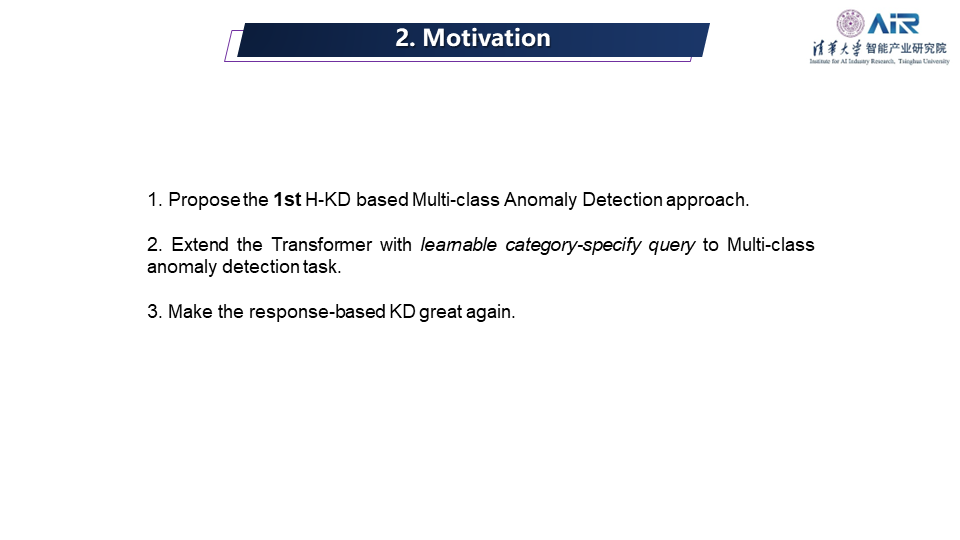 2. Motivation
AIR
清华大学 智能产业研究院
Institute for AI Industry Research, Tsinghua University
1. Propose the 1st H-KD based Multi-class Anomaly Detection approach.
2. Extend the Transformer with learnable category-specify query to Multi-class
anomaly detection task.
3. Make the response-based KD great again.